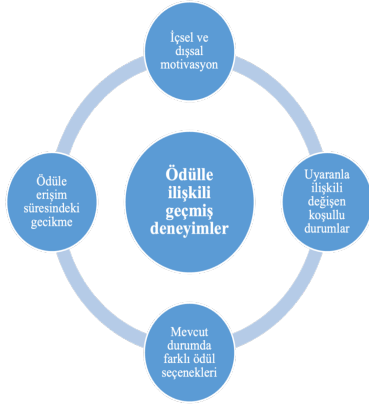 İçsel ve
dışsal
motivasyon
Ödüle
erişim
süresindeki
gecikme
Ödülle
ilişkili
geçmiş
deneyimler
Uyaranla
ilişkili
değişen
koşullu
durumlar
Mevcut
durumda
farklı ödül
seçenekleri